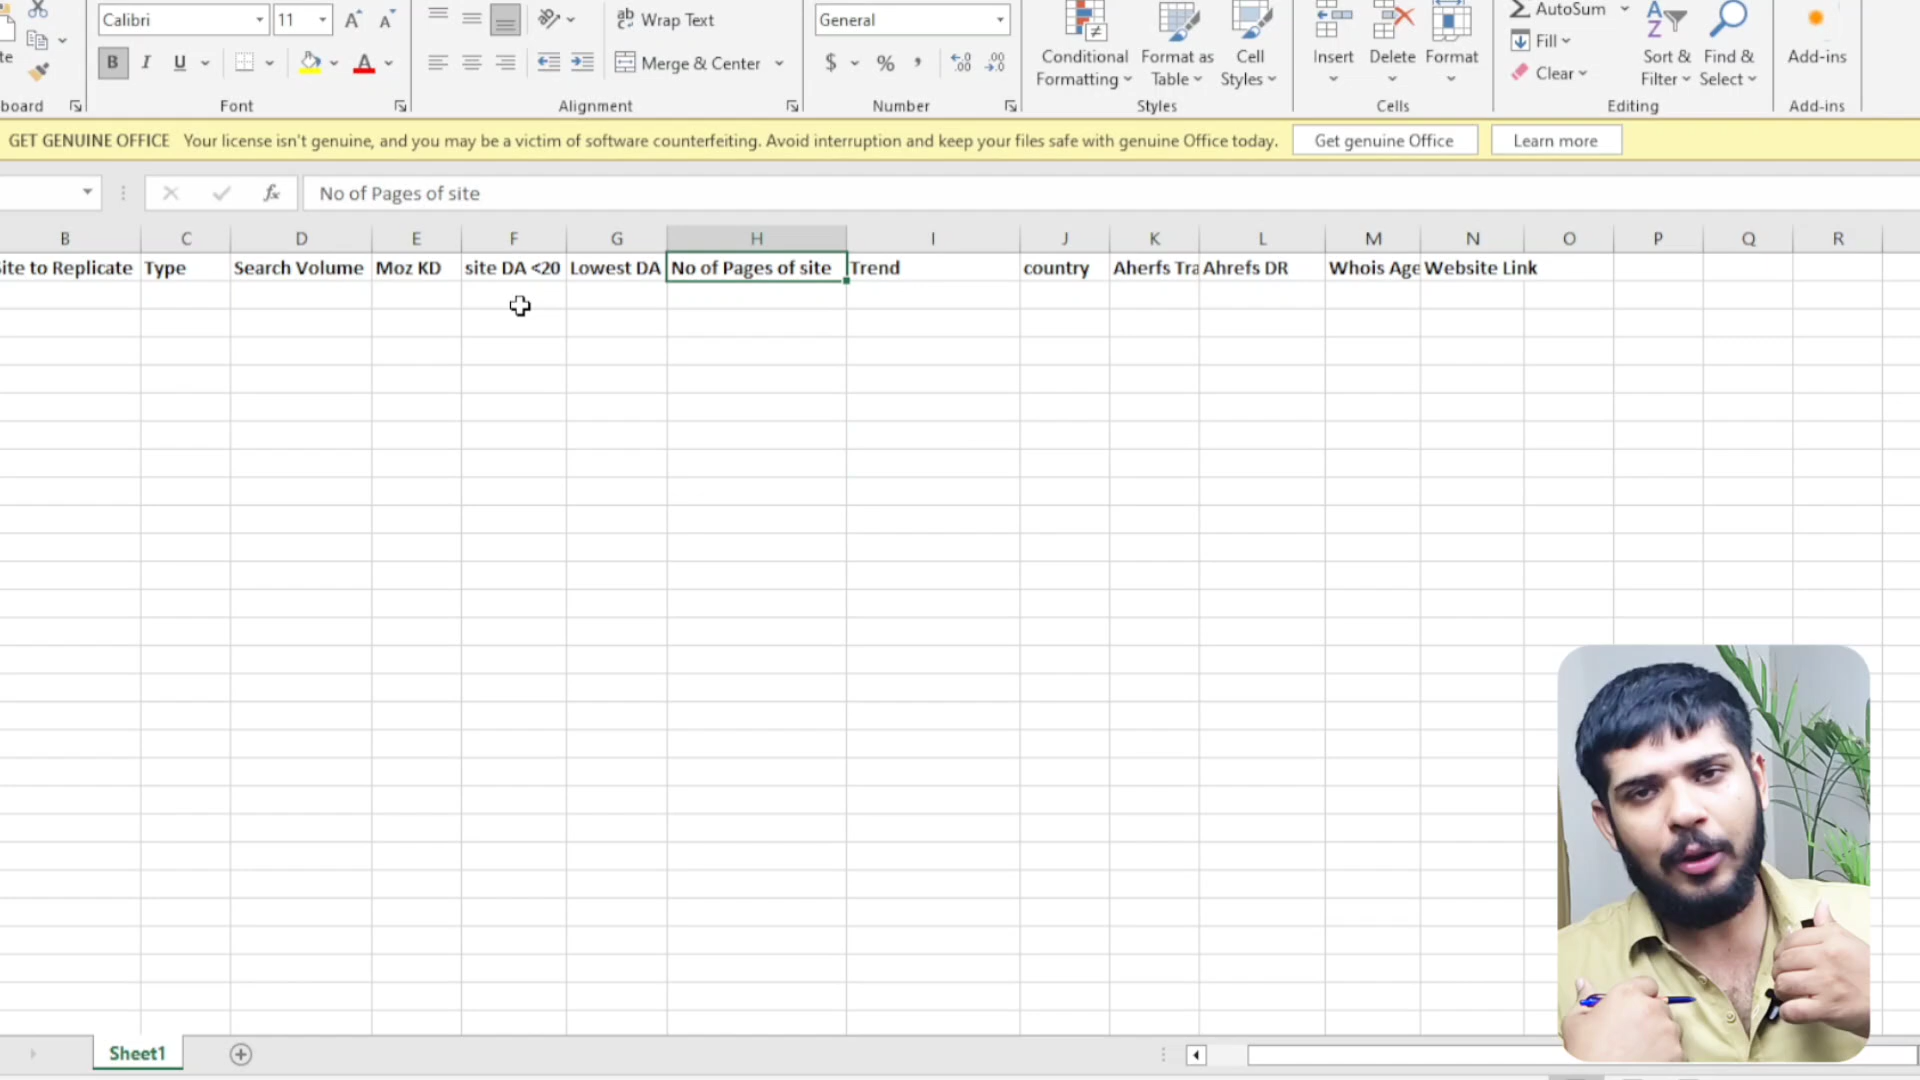 Calibri
11
A A
ab Wrap Text
General
AutoSum
te
B I U
A
Merge & Center
$ % ,
Conditional
Formatting
Format as
Table
Cell
Styles
Insert
Delete
Format
Fill
Clear
Sort &
Filter
Find &
Select
Add-ins
board
Font
Alignment
Number
Styles
Cells
Editing
Add-ins
GET GENUINE OFFICE Your license isn't genuine, and you may be a victim of software counterfeiting. Avoid interruption and keep your files safe with genuine Office today. Get genuine Office Learn more
fx No of Pages of site
B C D E F G H I J K L M N O P Q R
ite to Replicate Type Search Volume Moz KD site DA <20 Lowest DA No of Pages of site Trend country Aherfs Tra Ahrefs DR Whois Age Website Link
Sheet1